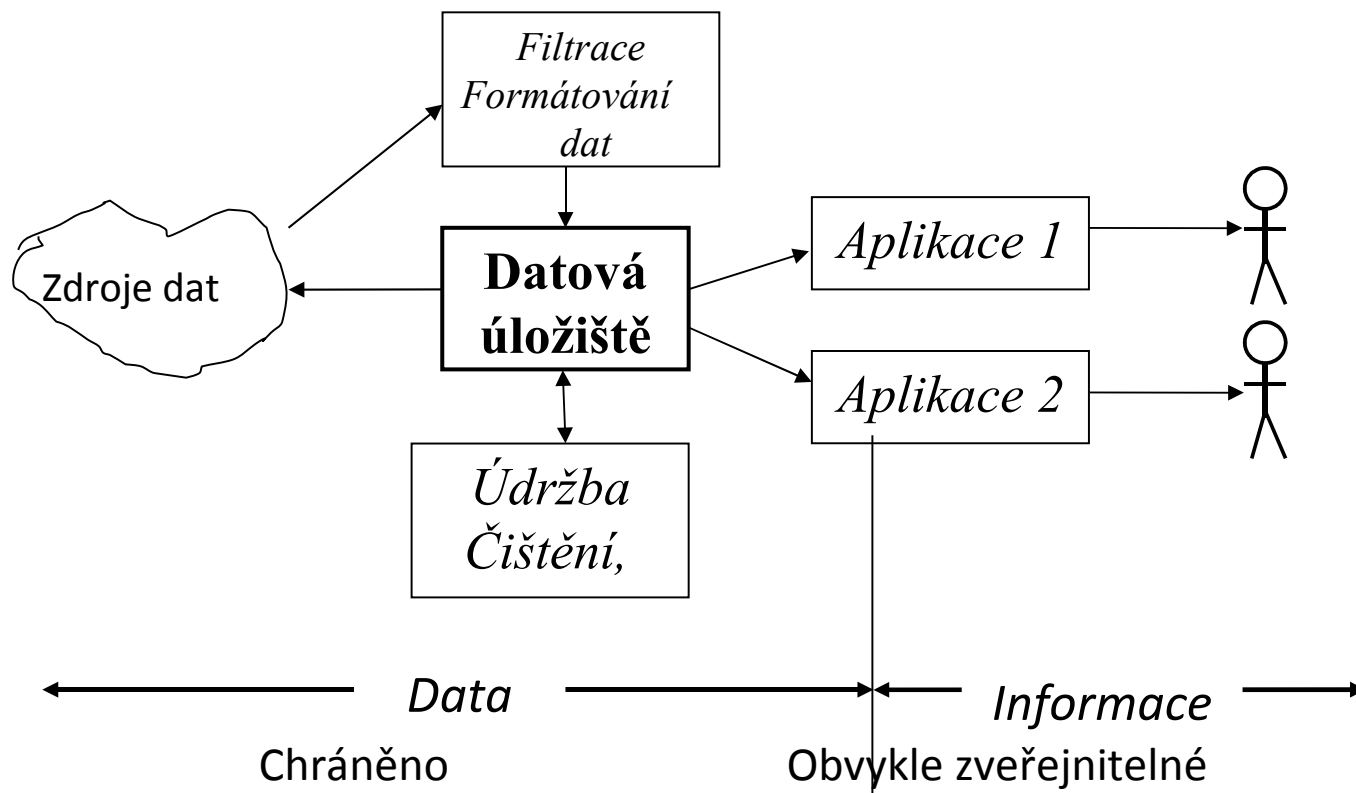 Filtrace
Formátování
dat
Zdroje dat
Datová
úložiště
Aplikace 1
Aplikace 2
Údržba
Čištění,
Data
Informace
Chráněno
Obvykle zveřejnitelné